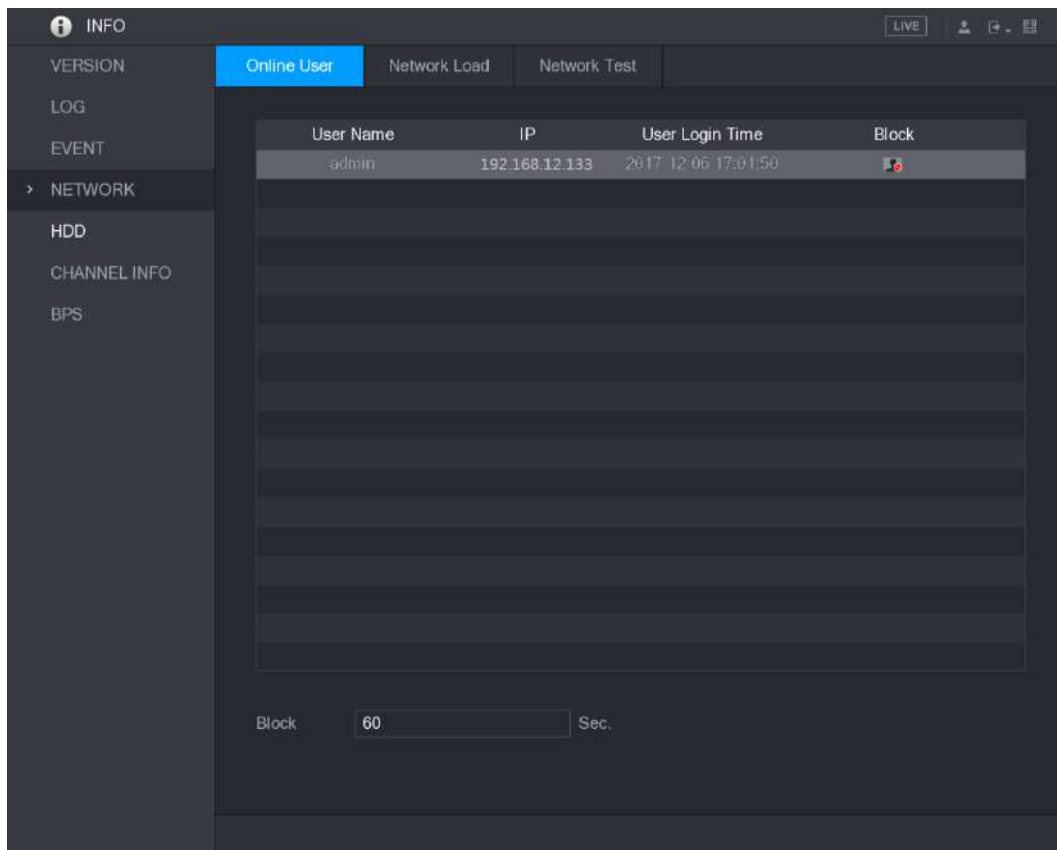 INFO LIVE
VERSION Online User Network Load Network Test
LOG
User Name IP User Login Time Block
EVENT
admin 192.168.12.133 2017-12-06 17:01:50
NETWORK
HDD
CHANNEL INFO
BPS
Block 60 Sec.